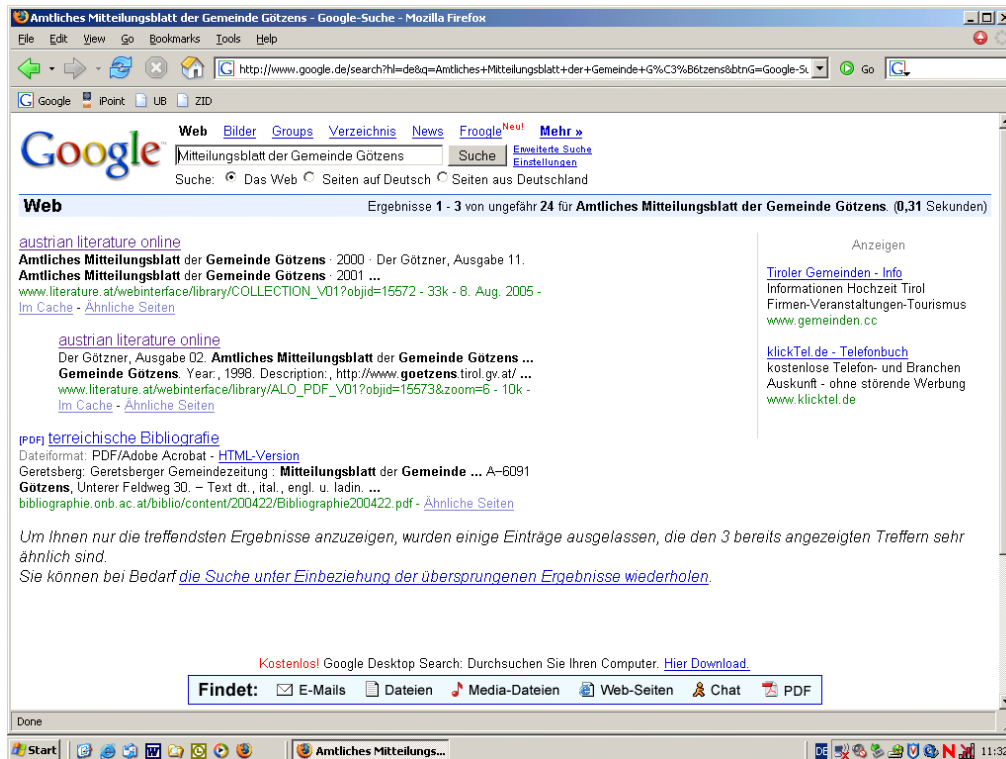 Amtliches Mitteilungsblatt der Gemeinde Götzens - Google-Suche - Mozilla Firefox
File Edit View Go Bookmarks Tools Help
http://www.google.de/search?hl=de&q=Amtliches+Mitteilungsblatt+der+Gemeinde+G%C3%B6tzens&btnG=Google-Su Go G
G Google iPoint UB ZID
Google Web Bilder Groups Verzeichnis News Froogle Neu! Mehr »
Mitteilungsblatt der Gemeinde Götzens Suche Erweiterte Suche
Einstellungen
Suche: Das Web Seiten auf Deutsch Seiten aus Deutschland
Web Ergebnisse 1 - 3 von ungefähr 24 für Amtliches Mitteilungsblatt der Gemeinde Götzens. (0,31 Sekunden)
austrian literature online
Amtliches Mitteilungsblatt der Gemeinde Götzens · 2000 · Der Götzner, Ausgabe 11.
Amtliches Mitteilungsblatt der Gemeinde Götzens · 2001 ...
www.literature.at/webinterface/library/COLLECTION_V01?objid=15572 - 33k - 8. Aug. 2005 -
Im Cache - Ähnliche Seiten
austrian literature online
Der Götzner, Ausgabe 02. Amtliches Mitteilungsblatt der Gemeinde Götzens ...
Gemeinde Götzens. Year:, 1998. Description:, http://www.goetzens.tirol.gv.at/ ...
www.literature.at/webinterface/library/ALO_PDF_V01?objid=15573&zoom=6 - 10k -
Im Cache - Ähnliche Seiten
[PDF] terreichische Bibliografie
Dateiformat: PDF/Adobe Acrobat - HTML-Version
Geretsberg: Geretsberger Gemeindezeitung : Mitteilungsblatt der Gemeinde ... A–6091
Götzens, Unterer Feldweg 30. – Text dt., ital., engl. u. ladin. ...
bibliographie.onb.ac.at/biblio/content/200422/Bibliographie200422.pdf - Ähnliche Seiten
Anzeigen
Tiroler Gemeinden - Info
Informationen Hochzeit Tirol
Firmen-Veranstaltungen-Tourismus
www.gemeinden.cc
klickTel.de - Telefonbuch
kostenlose Telefon- und Branchen
Auskunft - ohne störende Werbung
www.klicktel.de
Um Ihnen nur die treffendsten Ergebnisse anzuzeigen, wurden einige Einträge ausgelassen, die den 3 bereits angezeigten Treffern sehr
ähnlich sind.
Sie können bei Bedarf die Suche unter Einbeziehung der übersprungenen Ergebnisse wiederholen.
Kostenlos! Google Desktop Search: Durchsuchen Sie Ihren Computer. Hier Download.
Findet: E-Mails Dateien Media-Dateien Web-Seiten Chat PDF
Done
Start Amtliches Mitteilungs... DE 11:32